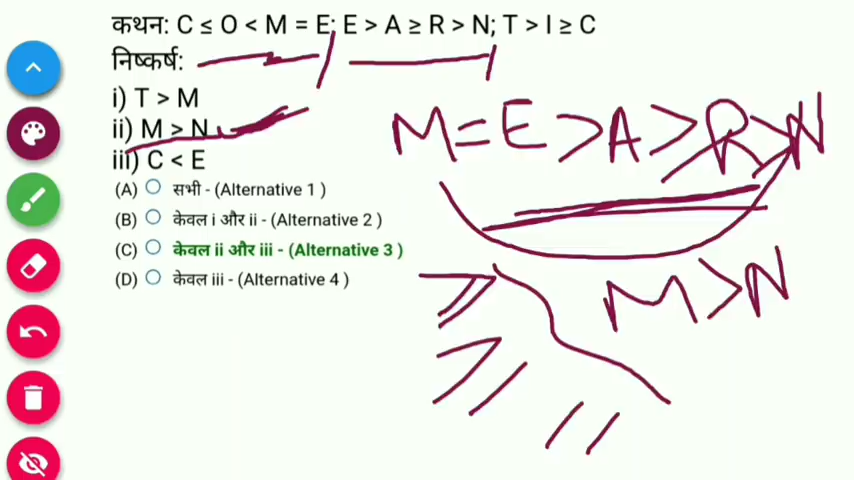 कथन: C ≤ O < M = E; E > A ≥ R > N; T > I ≥ C
निष्कर्ष:
i) T > M
ii) M > N
iii) C < E
(A) सभी - (Alternative 1 )
(B) केवल i और ii - (Alternative 2 )
(C) केवल ii और iii - (Alternative 3 )
(D) केवल iii - (Alternative 4 )
M = E > A > R > N
M > N